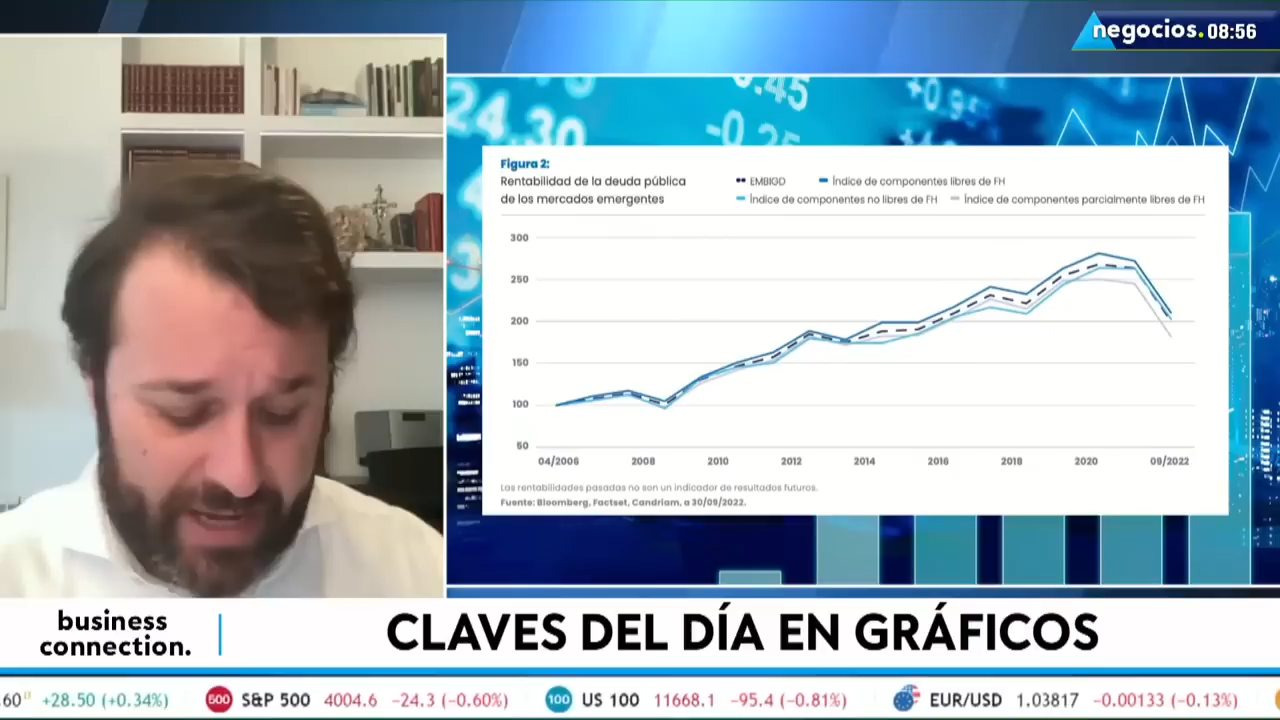 negocios. 08:56
24.30
-0.25
Figura 2:
Rentabilidad de la deuda pública
de los mercados emergentes
EMBIGD
Índice de componentes libres de FH
Índice de componentes no libres de FH
Índice de componentes parcialmente libres de FH
300
250
200
150
100
50
04/2006 2008 2010 2012 2014 2016 2018 2020 09/2022
Las rentabilidades pasadas no son un indicador de resultados futuros.
Fuente: Bloomberg, Factset, Candriam, a 30/09/2022.
business
connection.
CLAVES DEL DÍA EN GRÁFICOS
+28.50 (+0.34%) 500 S&P 500 4004.6 -24.3 (-0.60%) 100 US 100 11668.1 -95.4 (-0.81%) EUR/USD 1.03817 -0.00133 (-0.13%)